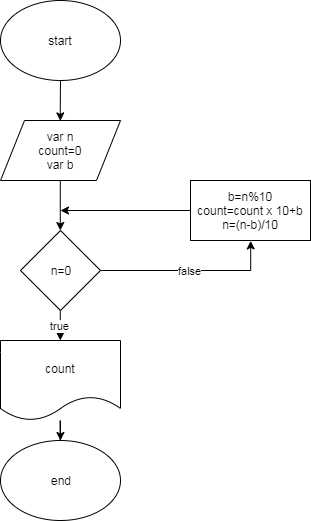 start
var n
count=0
var b
b=n%10
count=count x 10+b
n=(n-b)/10
n=0
false
true
count
end